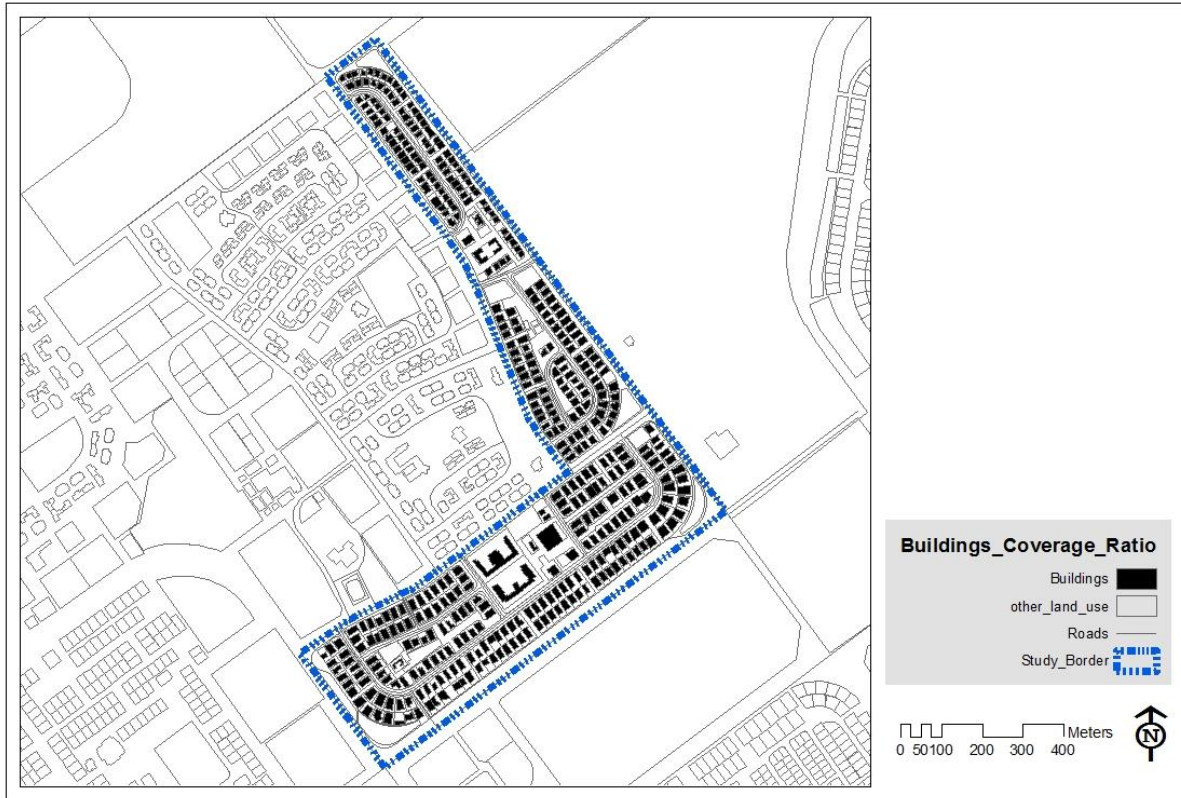 Buildings_Coverage_Ratio
Buildings
other_land_use
Roads
Study_Border
Meters
0 50100 200 300 400
N